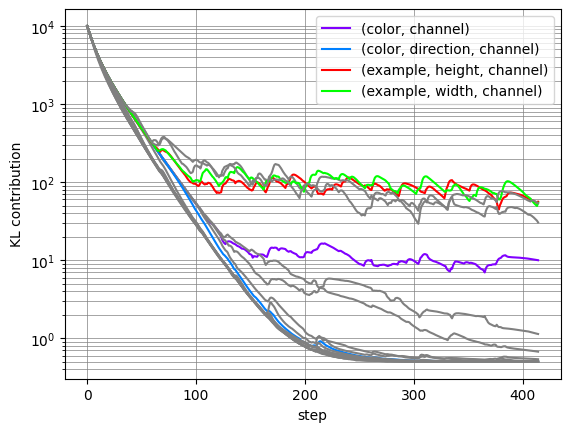 (color, channel)
(color, direction, channel)
(example, height, channel)
(example, width, channel)
KL contribution
10⁴
10³
10²
10¹
10⁰
0 100 200 300 400
step